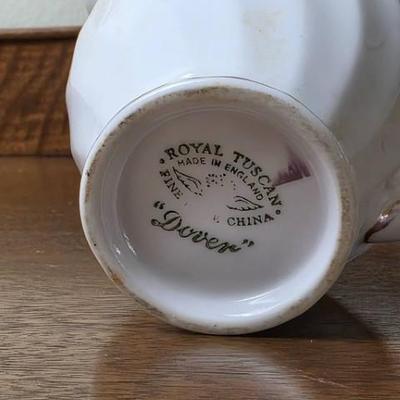 ROYAL TUSCAN
MADE IN ENGLAND
FINE CHINA
"Dover"